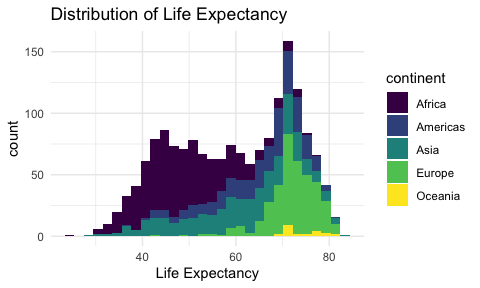 Distribution of Life Expectancy
150
100
50
0
count
40
60
80
Life Expectancy
continent
Africa
Americas
Asia
Europe
Oceania